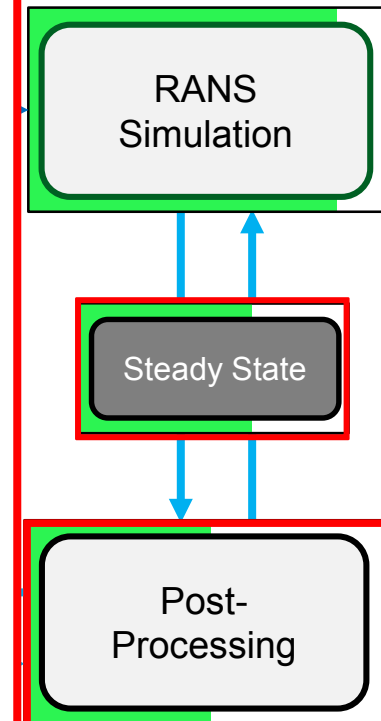 RANS
Simulation
Steady State
Post-
Processing